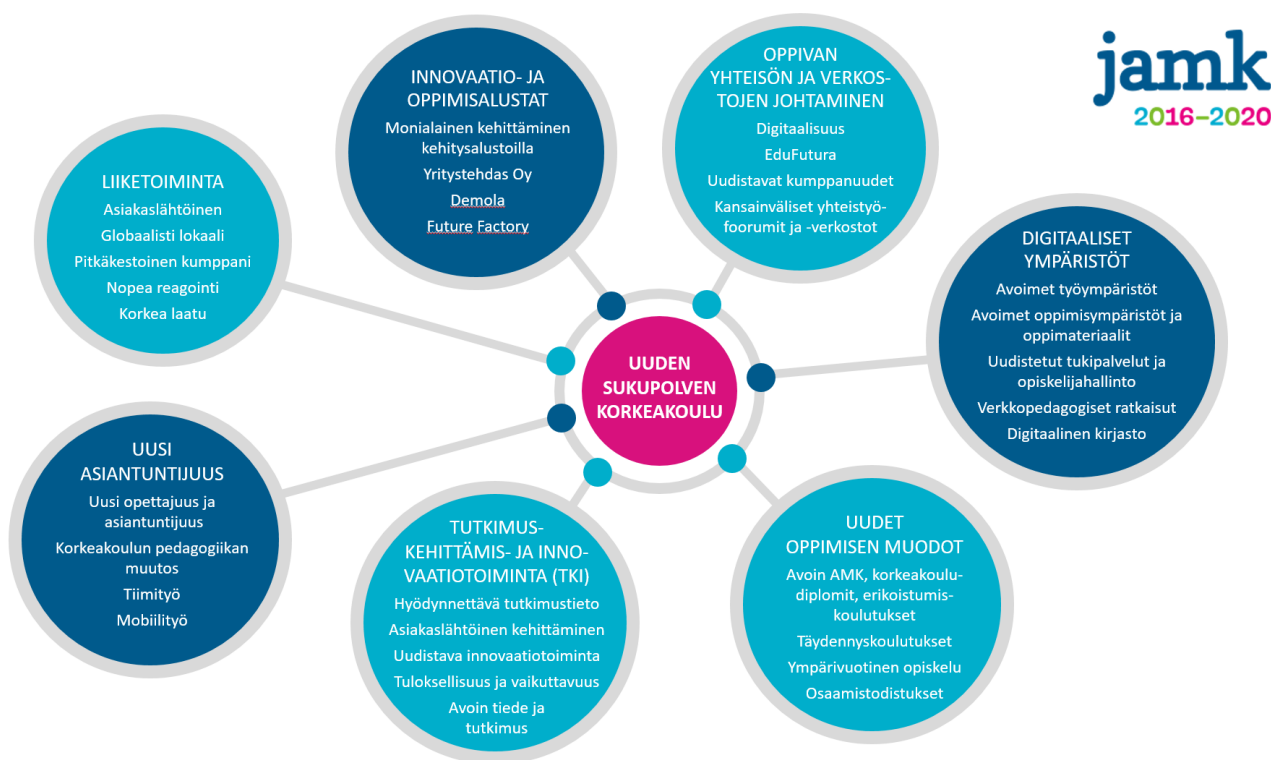 jamk
2016–2020
INNOVAATIO- JA
OPPIMISALUSTAT
Monialainen kehittäminen
kehitysalustoilla
Yritystehdas Oy
Demola
Future Factory
OPPIVAN
YHTEISÖN JA VERKOS-
TOJEN JOHTAMINEN
Digitaalisuus
EduFutura
Uudistavat kumppanuudet
Kansainväliset yhteistyö-
foorumit ja -verkostot
LIIKETOIMINTA
Asiakaslähtöinen
Globaalisti lokaali
Pitkäkestoinen kumppani
Nopea reagointi
Korkea laatu
DIGITAALISET
YMPÄRISTÖT
Avoimet työympäristöt
Avoimet oppimisympäristöt ja
oppimateriaalit
Uudistetut tukipalvelut ja
opiskelijahallinto
Verkkopedagogiset ratkaisut
Digitaalinen kirjasto
UUDEN
SUKUPOLVEN
KORKEAKOULU
UUSI
ASIANTUNTIJUUS
Uusi opettajuus ja
asiantuntijuus
Korkeakoulun pedagogiikan
muutos
Tiimityö
Mobiilityö
TUTKIMUS-
KEHITTÄMIS- JA INNO-
VAATIOTOIMINTA (TKI)
Hyödynnettävä tutkimustieto
Asiakaslähtöinen kehittäminen
Uudistava innovaatiotoiminta
Tuloksellisuus ja vaikuttavuus
Avoin tiede ja
tutkimus
UUDET
OPPIMISEN MUODOT
Avoin AMK, korkeakoulu-
diplomit, erikoistumis-
koulutukset
Täydennyskoulutukset
Ympärivuotinen opiskelu
Osaamistodistukset